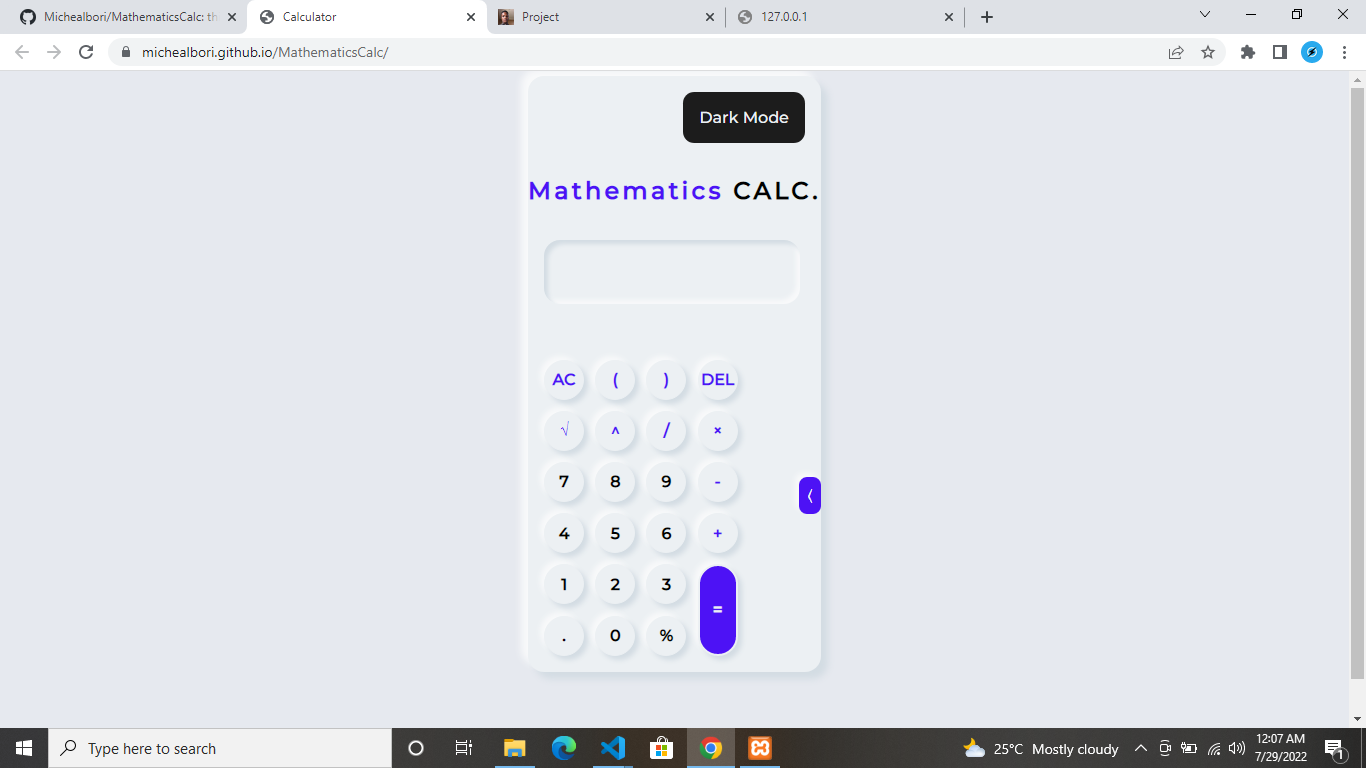 Michealbori/MathematicsCalc: th
Calculator
Project
127.0.0.1
michealbori.github.io/MathematicsCalc/
Dark Mode
Mathematics CALC.
AC ( ) DEL
√ ^ / ×
7 8 9 -
⟨
4 5 6 +
1 2 3
=
. 0 %
Type here to search
25°C Mostly cloudy
12:07 AM
7/29/2022
1